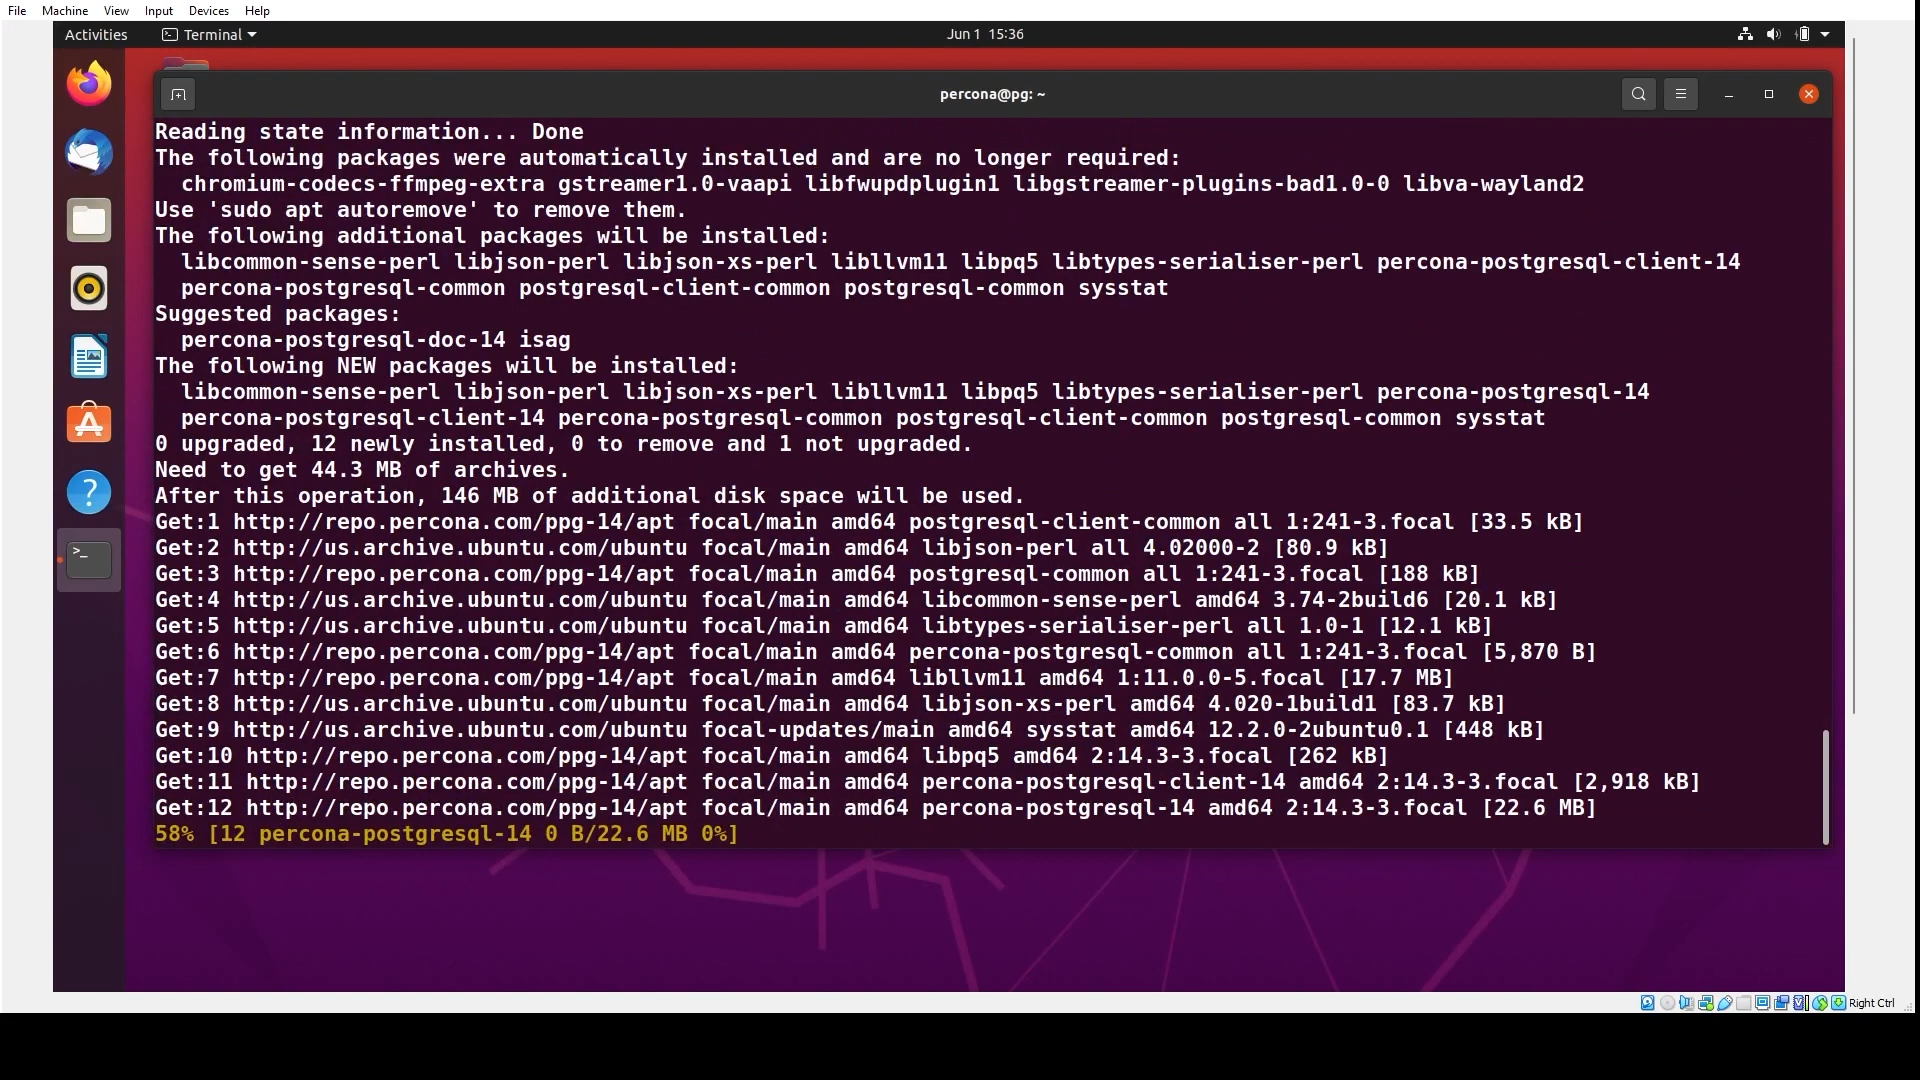 File Machine View Input Devices Help
Activities Terminal Jun 1 15:36
percona@pg: ~
Reading state information... Done
The following packages were automatically installed and are no longer required:
  chromium-codecs-ffmpeg-extra gstreamer1.0-vaapi libfwupdplugin1 libgstreamer-plugins-bad1.0-0 libva-wayland2
Use 'sudo apt autoremove' to remove them.
The following additional packages will be installed:
  libcommon-sense-perl libjson-perl libjson-xs-perl libllvm11 libpq5 libtypes-serialiser-perl percona-postgresql-client-14
  percona-postgresql-common postgresql-client-common postgresql-common sysstat
Suggested packages:
  percona-postgresql-doc-14 isag
The following NEW packages will be installed:
  libcommon-sense-perl libjson-perl libjson-xs-perl libllvm11 libpq5 libtypes-serialiser-perl percona-postgresql-14
  percona-postgresql-client-14 percona-postgresql-common postgresql-client-common postgresql-common sysstat
0 upgraded, 12 newly installed, 0 to remove and 1 not upgraded.
Need to get 44.3 MB of archives.
After this operation, 146 MB of additional disk space will be used.
Get:1 http://repo.percona.com/ppg-14/apt focal/main amd64 postgresql-client-common all 1:241-3.focal [33.5 kB]
Get:2 http://us.archive.ubuntu.com/ubuntu focal/main amd64 libjson-perl all 4.02000-2 [80.9 kB]
Get:3 http://repo.percona.com/ppg-14/apt focal/main amd64 postgresql-common all 1:241-3.focal [188 kB]
Get:4 http://us.archive.ubuntu.com/ubuntu focal/main amd64 libcommon-sense-perl amd64 3.74-2build6 [20.1 kB]
Get:5 http://us.archive.ubuntu.com/ubuntu focal/main amd64 libtypes-serialiser-perl all 1.0-1 [12.1 kB]
Get:6 http://repo.percona.com/ppg-14/apt focal/main amd64 percona-postgresql-common all 1:241-3.focal [5,870 B]
Get:7 http://repo.percona.com/ppg-14/apt focal/main amd64 libllvm11 amd64 1:11.0.0-5.focal [17.7 MB]
Get:8 http://us.archive.ubuntu.com/ubuntu focal/main amd64 libjson-xs-perl amd64 4.020-1build1 [83.7 kB]
Get:9 http://us.archive.ubuntu.com/ubuntu focal-updates/main amd64 sysstat amd64 12.2.0-2ubuntu0.1 [448 kB]
Get:10 http://repo.percona.com/ppg-14/apt focal/main amd64 libpq5 amd64 2:14.3-3.focal [262 kB]
Get:11 http://repo.percona.com/ppg-14/apt focal/main amd64 percona-postgresql-client-14 amd64 2:14.3-3.focal [2,918 kB]
Get:12 http://repo.percona.com/ppg-14/apt focal/main amd64 percona-postgresql-14 amd64 2:14.3-3.focal [22.6 MB]
58% [12 percona-postgresql-14 0 B/22.6 MB 0%]
Right Ctrl